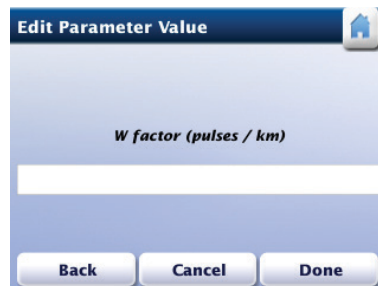 Edit Parameter Value
W factor (pulses / km)
Back Cancel Done